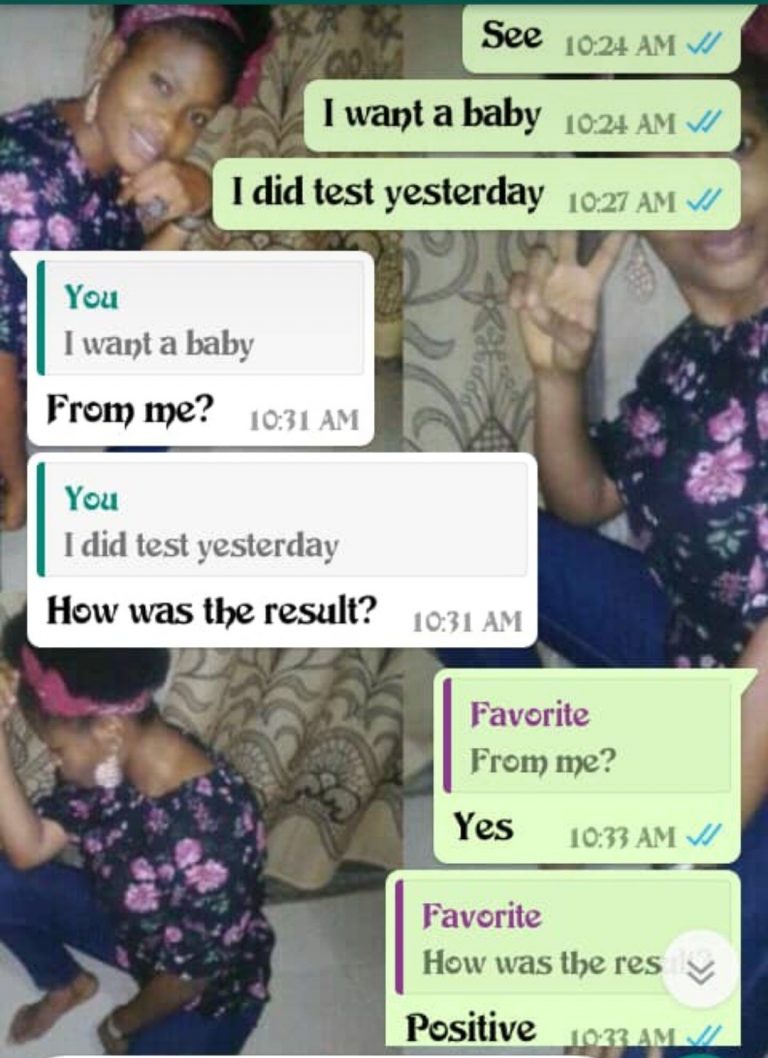 See 10:24 AM
I want a baby 10:24 AM
I did test yesterday 10:27 AM
You
I want a baby
From me? 10:31 AM
You
I did test yesterday
How was the result? 10:31 AM
Favorite
From me?
Yes 10:33 AM
Favorite
How was the result?
Positive 10:33 AM